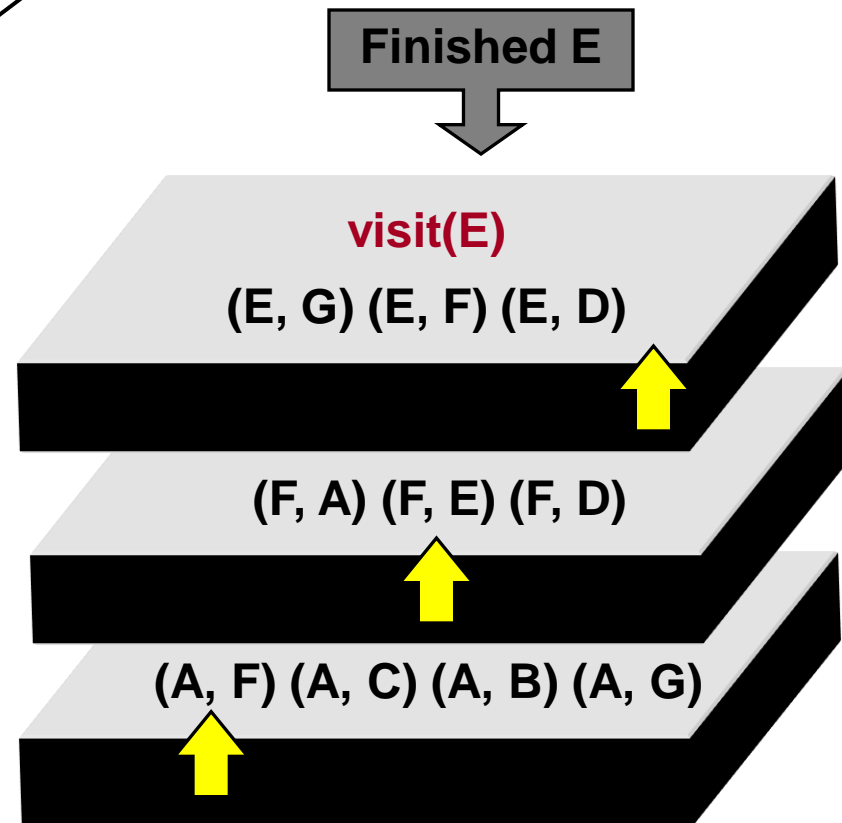 Finished E
visit(E)
(E, G) (E, F) (E, D)
(F, A) (F, E) (F, D)
(A, F) (A, C) (A, B) (A, G)